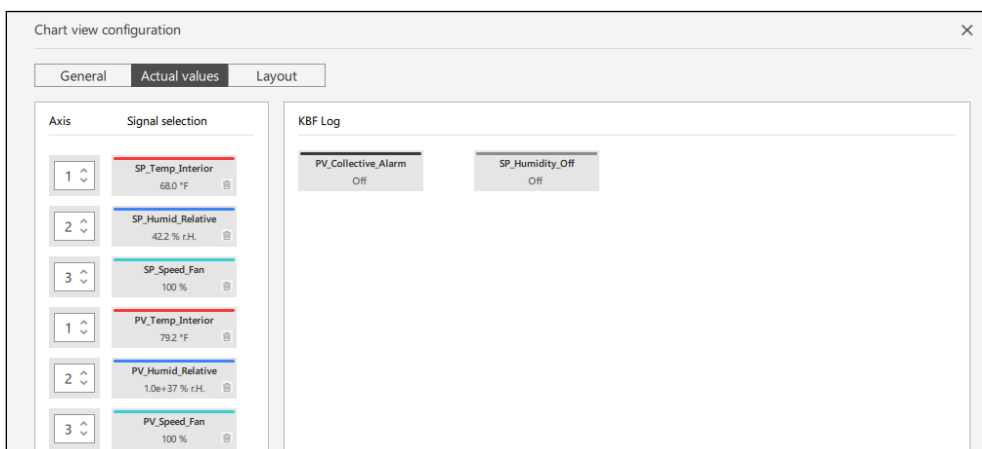 Chart view configuration
General Actual values Layout
Axis Signal selection
1 SP_Temp_Interior
68.0 °F
2 SP_Humid_Relative
42.2 % r.H.
3 SP_Speed_Fan
100 %
1 PV_Temp_Interior
79.2 °F
2 PV_Humid_Relative
1.0e+37 % r.H.
3 PV_Speed_Fan
100 %
KBF Log
PV_Collective_Alarm SP_Humidity_Off
Off Off